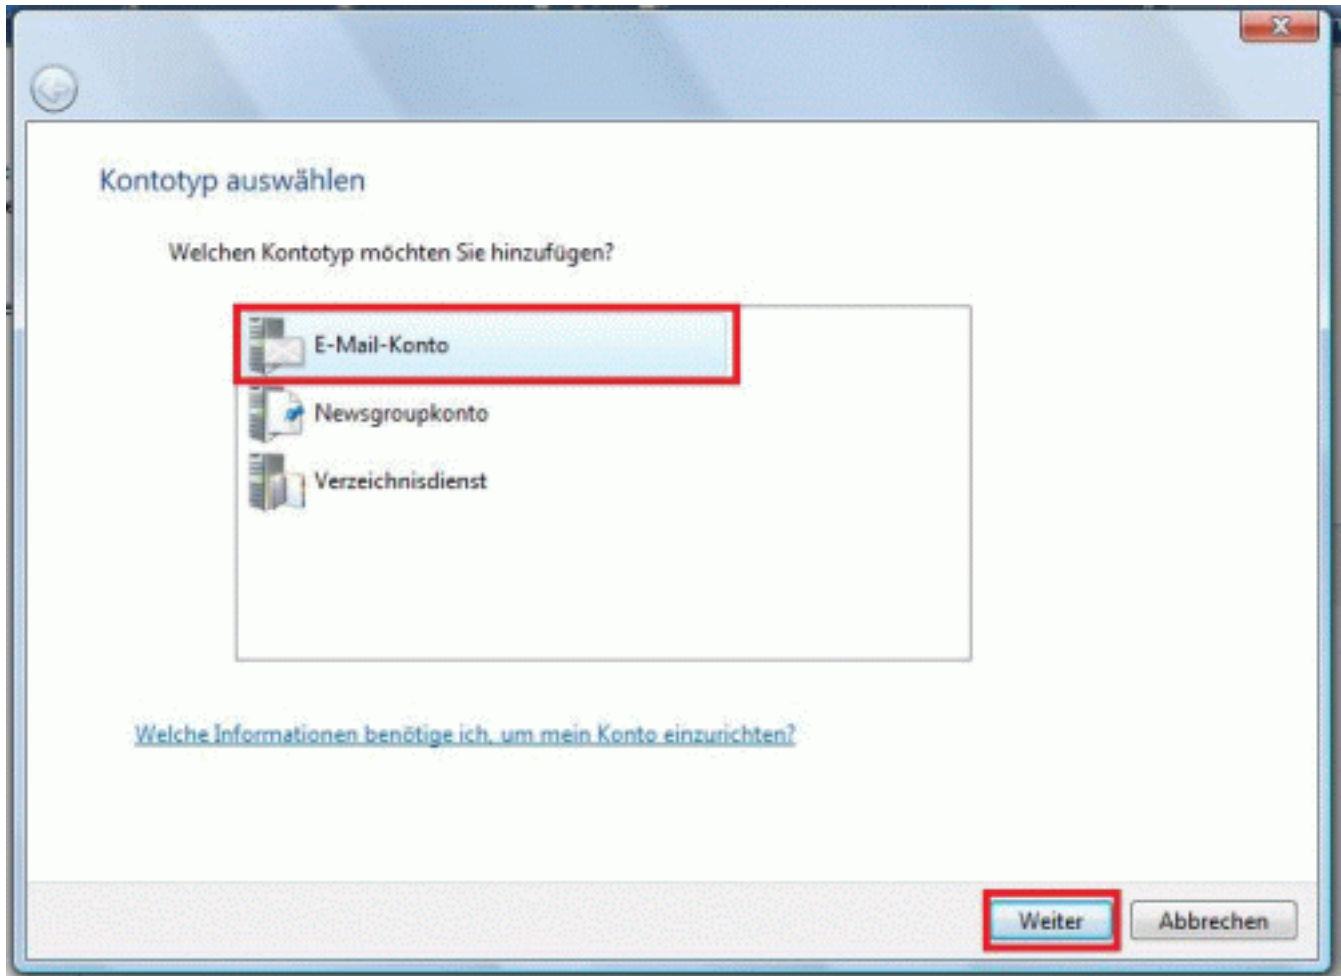 Kontotyp auswählen
Welchen Kontotyp möchten Sie hinzufügen?
E-Mail-Konto
Newsgroupkonto
Verzeichnisdienst
Welche Informationen benötige ich, um mein Konto einzurichten?
Weiter
Abbrechen